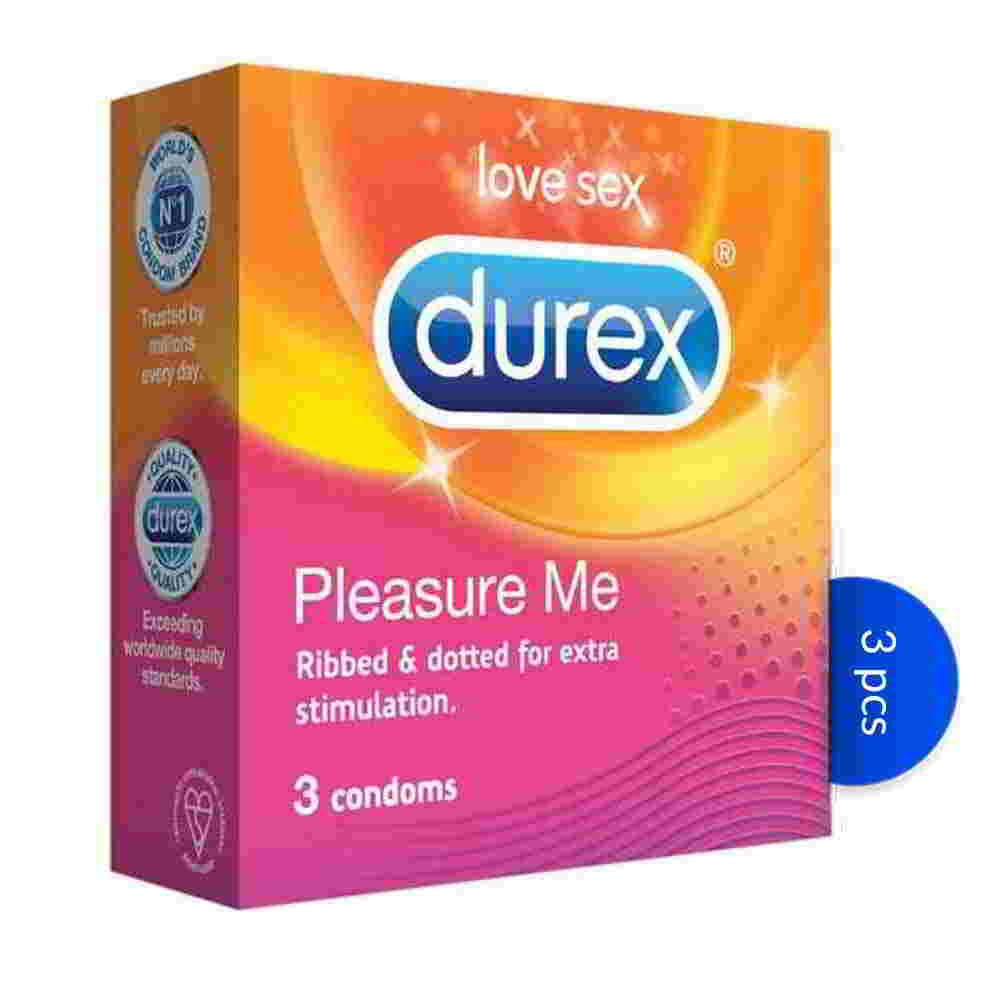 WORLD'S
N°1
CONDOM BRAND
Trusted by
millions
every day.
QUALITY
durex
QUALITY
Exceeding
worldwide quality
standards.
love sex
durex®
Pleasure Me
Ribbed & dotted for extra
stimulation.
3 condoms
3 pcs